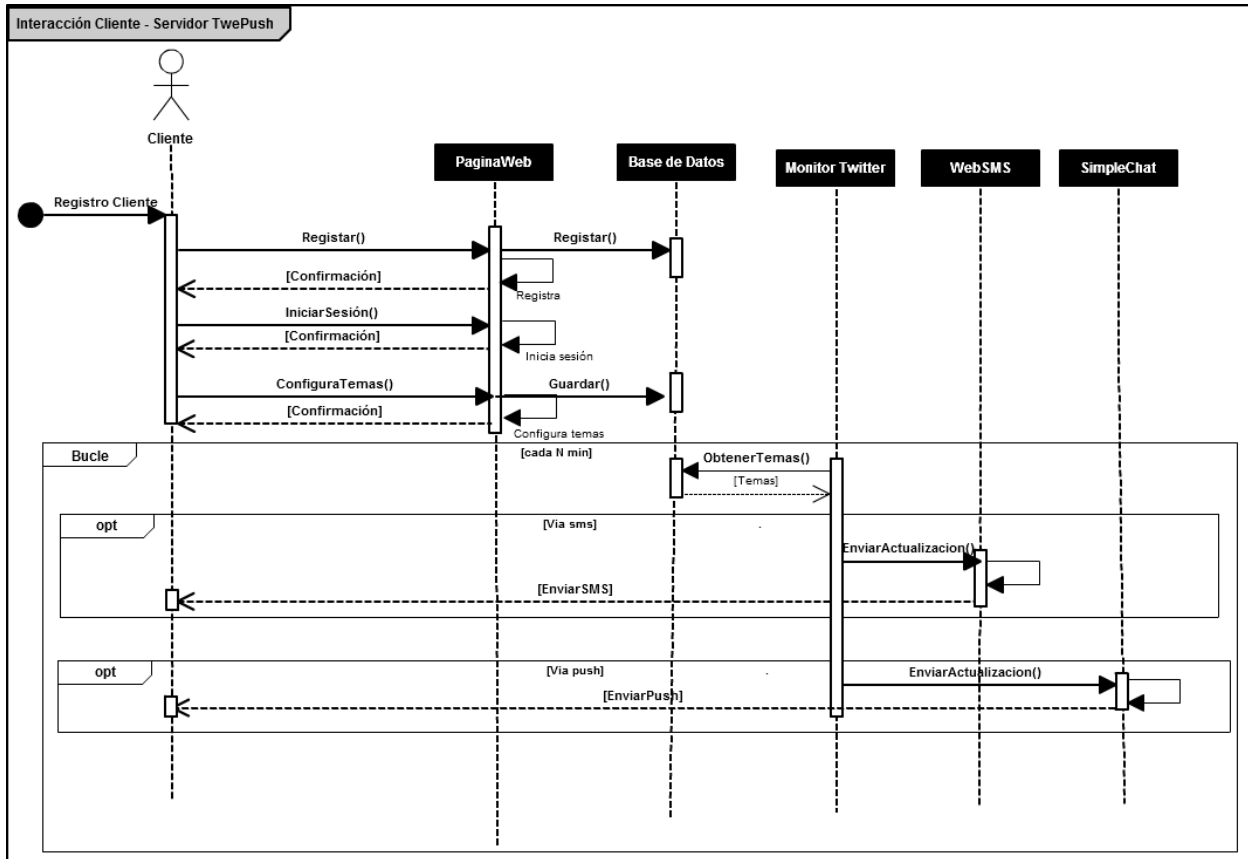 Interacción Cliente - Servidor TwePush
Cliente
PaginaWeb
Base de Datos
Monitor Twitter
WebSMS
SimpleChat
Registro Cliente
Registar()
Registar()
[Confirmación]
Registra
IniciarSesión()
[Confirmación]
Inicia sesión
ConfiguraTemas()
Guardar()
[Confirmación]
Configura temas
Bucle
[cada N min]
ObtenerTemas()
[Temas]
opt
[Via sms]
EnviarActualizacion()
[EnviarSMS]
opt
[Via push]
EnviarActualizacion()
[EnviarPush]